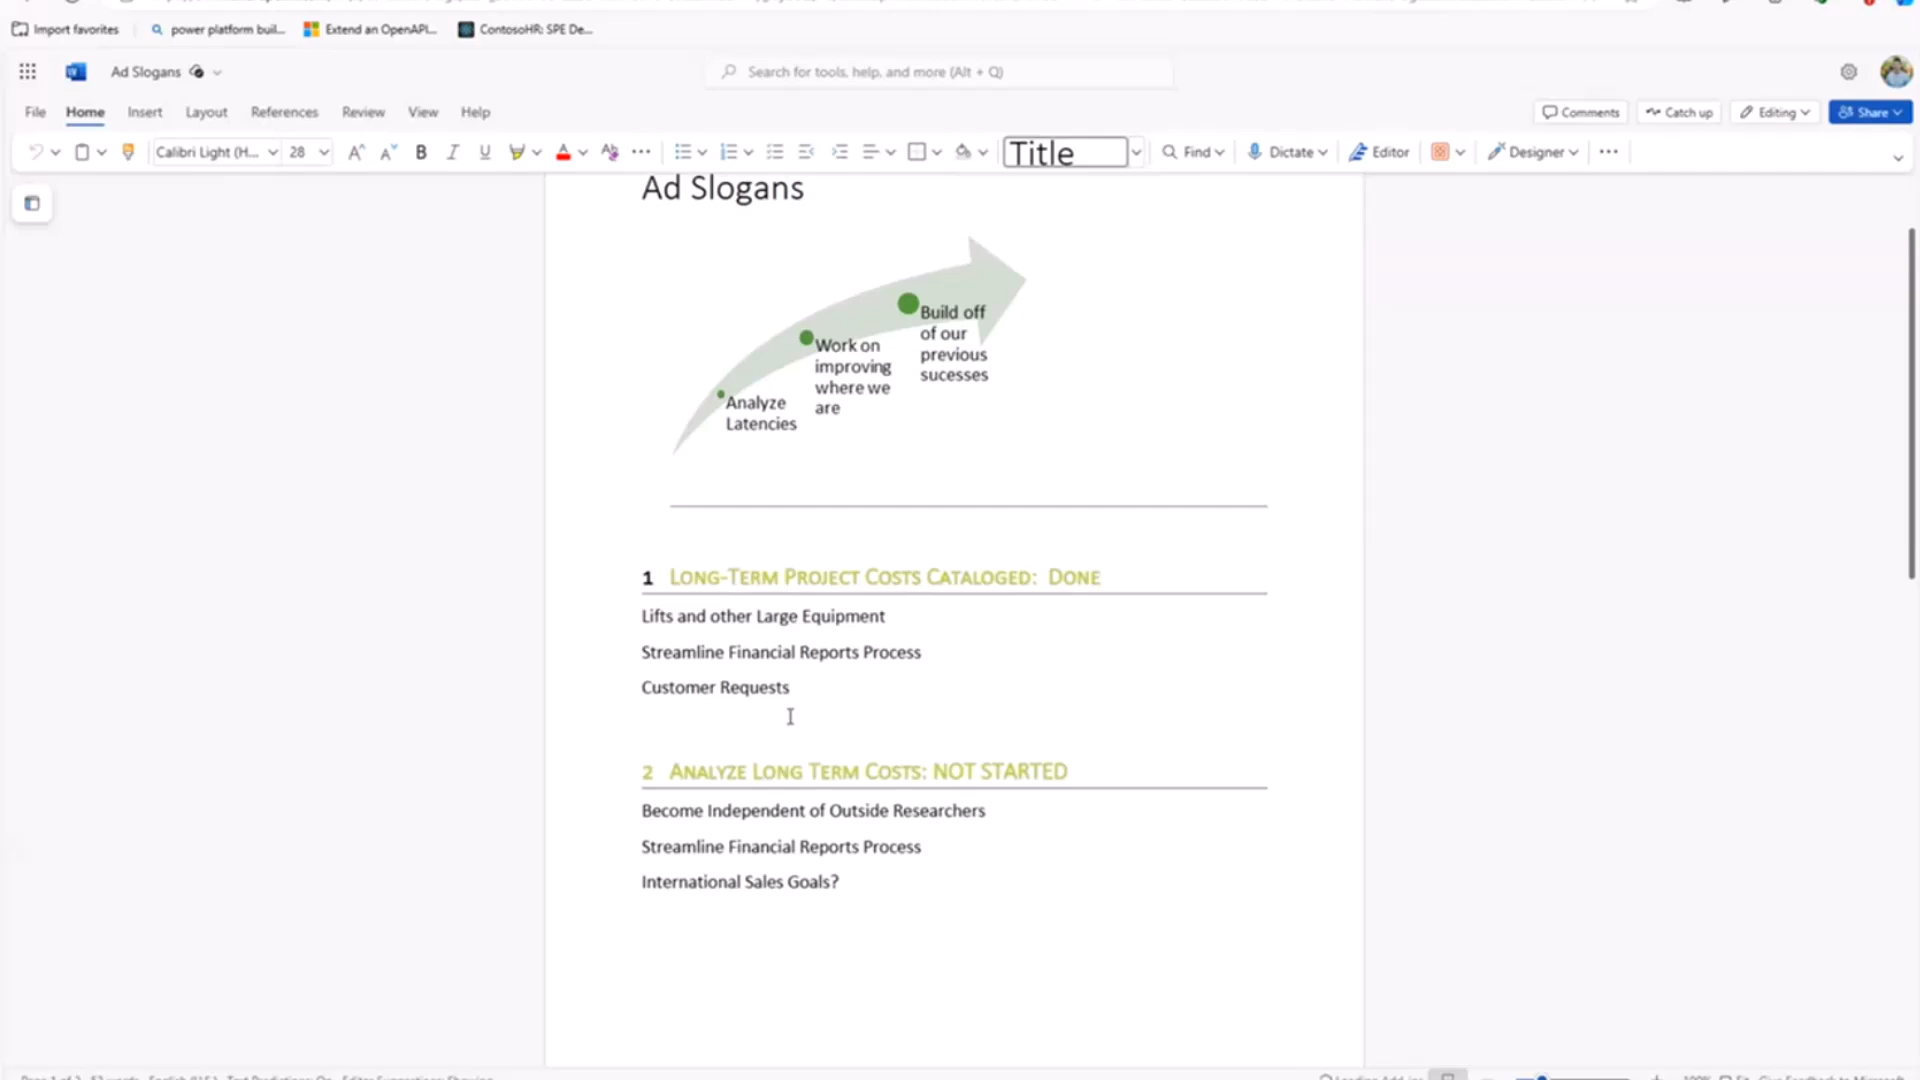 Import favorites
power platform buil...
Extend an OpenAPI...
ContosoHR: SPE De...
Ad Slogans
Search for tools, help, and more (Alt + Q)
File Home Insert Layout References Review View Help
Comments Catch up Editing Share
Calibri Light (H... 28 Title Find Dictate Editor Designer
Ad Slogans
Build off
of our
previous
sucesses
Work on
improving
where we
are
Analyze
Latencies
1 LONG-TERM PROJECT COSTS CATALOGED: DONE
Lifts and other Large Equipment
Streamline Financial Reports Process
Customer Requests
2 ANALYZE LONG TERM COSTS: NOT STARTED
Become Independent of Outside Researchers
Streamline Financial Reports Process
International Sales Goals?